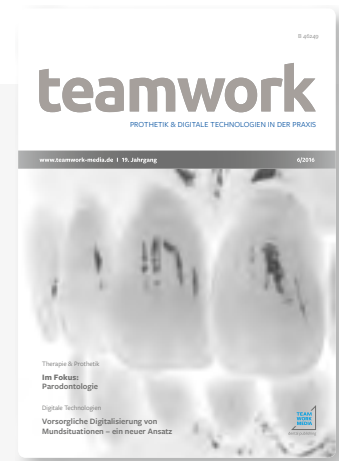 teamwork
PROTHETIK & DIGITALE TECHNOLOGIEN IN DER PRAXIS
www.teamwork-media.de I 19. Jahrgang 6/2016
Therapie & Prothetik
Im Fokus:
Parodontologie
Digitale Technologien
Vorsorgliche Digitalisierung von
Mundsituationen – ein neuer Ansatz
TEAM
WORK
MEDIA